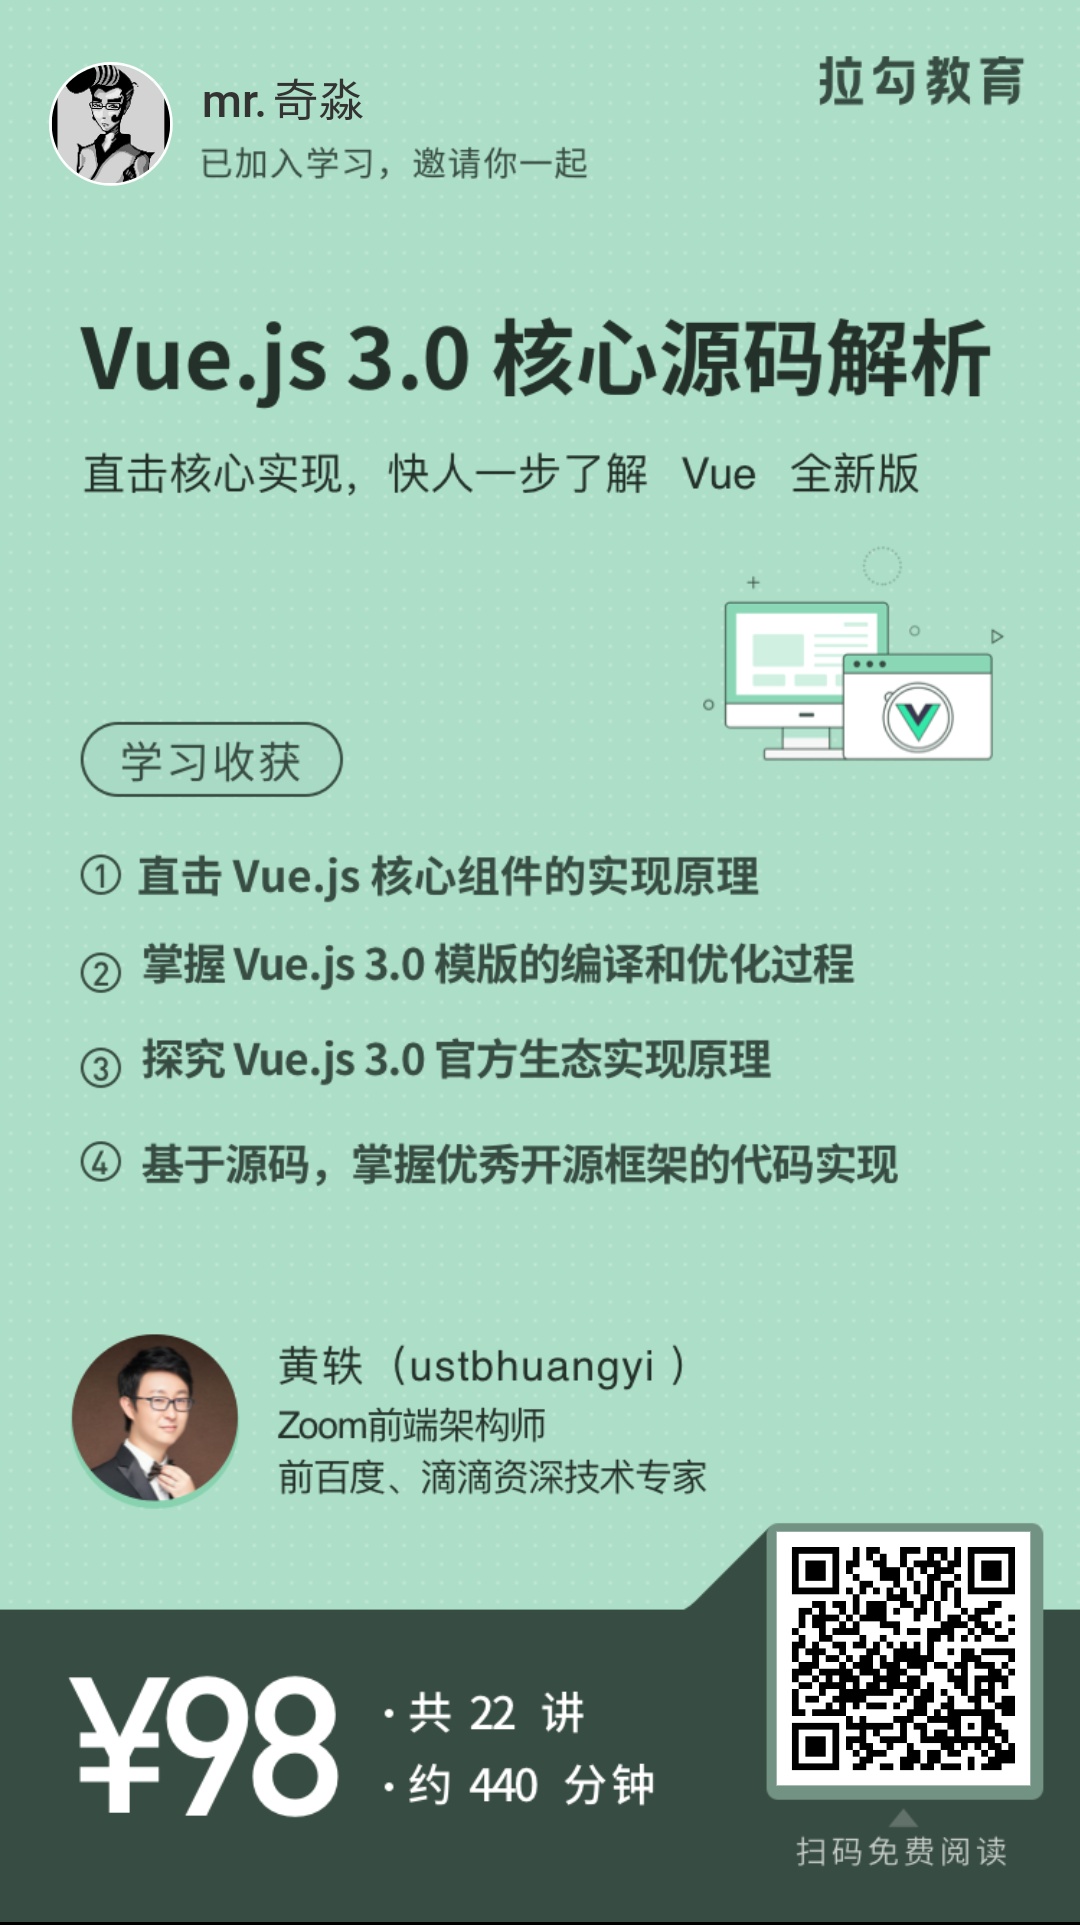 拉勾教育
mr. 奇淼
已加入学习，邀请你一起
Vue.js 3.0 核心源码解析
直击核心实现，快人一步了解 Vue 全新版
学习收获
① 直击 Vue.js 核心组件的实现原理
② 掌握 Vue.js 3.0 模版的编译和优化过程
③ 探究 Vue.js 3.0 官方生态实现原理
④ 基于源码，掌握优秀开源框架的代码实现
黄轶（ustbhuangyi ）
Zoom前端架构师
前百度、滴滴资深技术专家
¥98
· 共 22 讲
· 约 440 分钟
扫码免费阅读